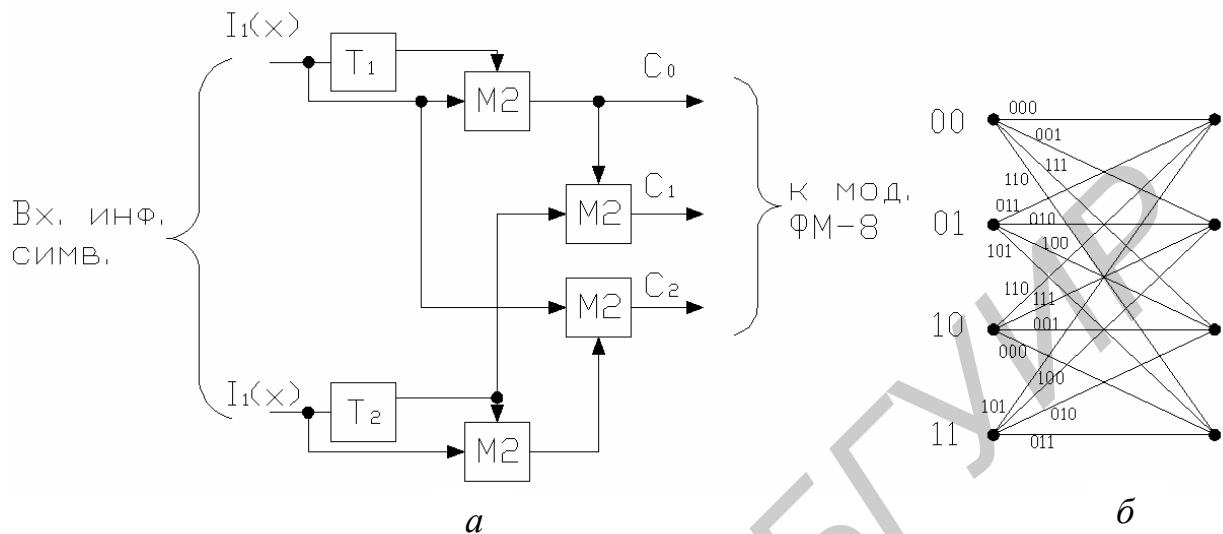 I₁(x)
T₁
M2
C₀
M2
C₁
Вх. инф.
симв.
к мод.
ФМ-8
M2
C₂
I₁(x)
T₂
M2
а
00
000
001
111
110
01
011
010
100
101
10
110
111
001
000
11
100
101
010
011
б
БГУИР